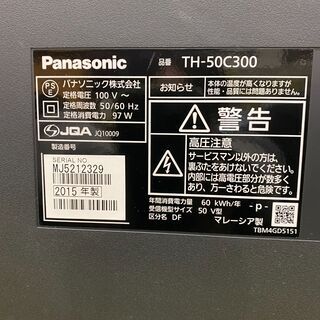 Panasonic
品番 TH-50C300
PS
E
パナソニック株式会社
定格電圧 100 V～
定格周波数 50/60 Hz
定格消費電力 97 W
JQA JQ10009
製造番号
SERIAL NO
MJ5212329
2015 年製
お知らせ
本体の温度が高くなりますが
性能・品質には問題ありません。
警告
高圧注意
サービスマン以外の方は、
裏ぶたをあけないでください。
内部には高電圧部分が数多く
あり、万一さわると危険です。
年間消費電力量 60 kWh/年
受信機型サイズ 50 V型
区分名 DF
-p-
マレーシア製
TBM4GD5151